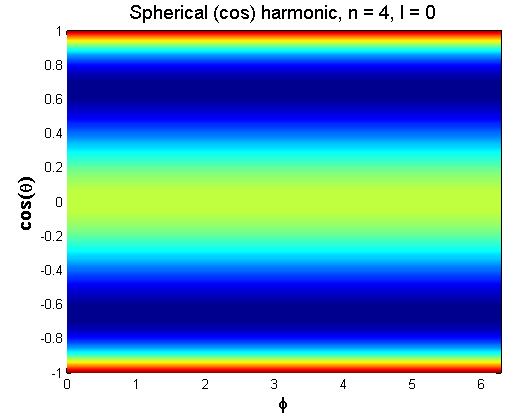 Spherical (cos) harmonic, n = 4, l = 0
1
0.8
0.6
0.4
0.2
0
-0.2
-0.4
-0.6
-0.8
-1
cos(θ)
0 1 2 3 4 5 6
ϕ